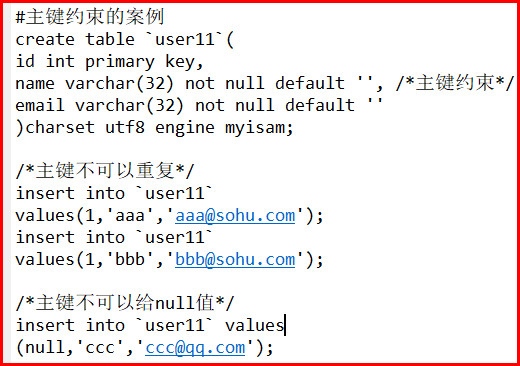 #主键约束的案例
create table `user11`(
id int primary key,
name varchar(32) not null default '', /*主键约束*/
email varchar(32) not null default ''
)charset utf8 engine myisam;
/*主键不可以重复*/
insert into `user11`
values(1,'aaa','aaa@sohu.com');
insert into `user11`
values(1,'bbb','bbb@sohu.com');
/*主键不可以给null值*/
insert into `user11` values
(null,'ccc','ccc@qq.com');